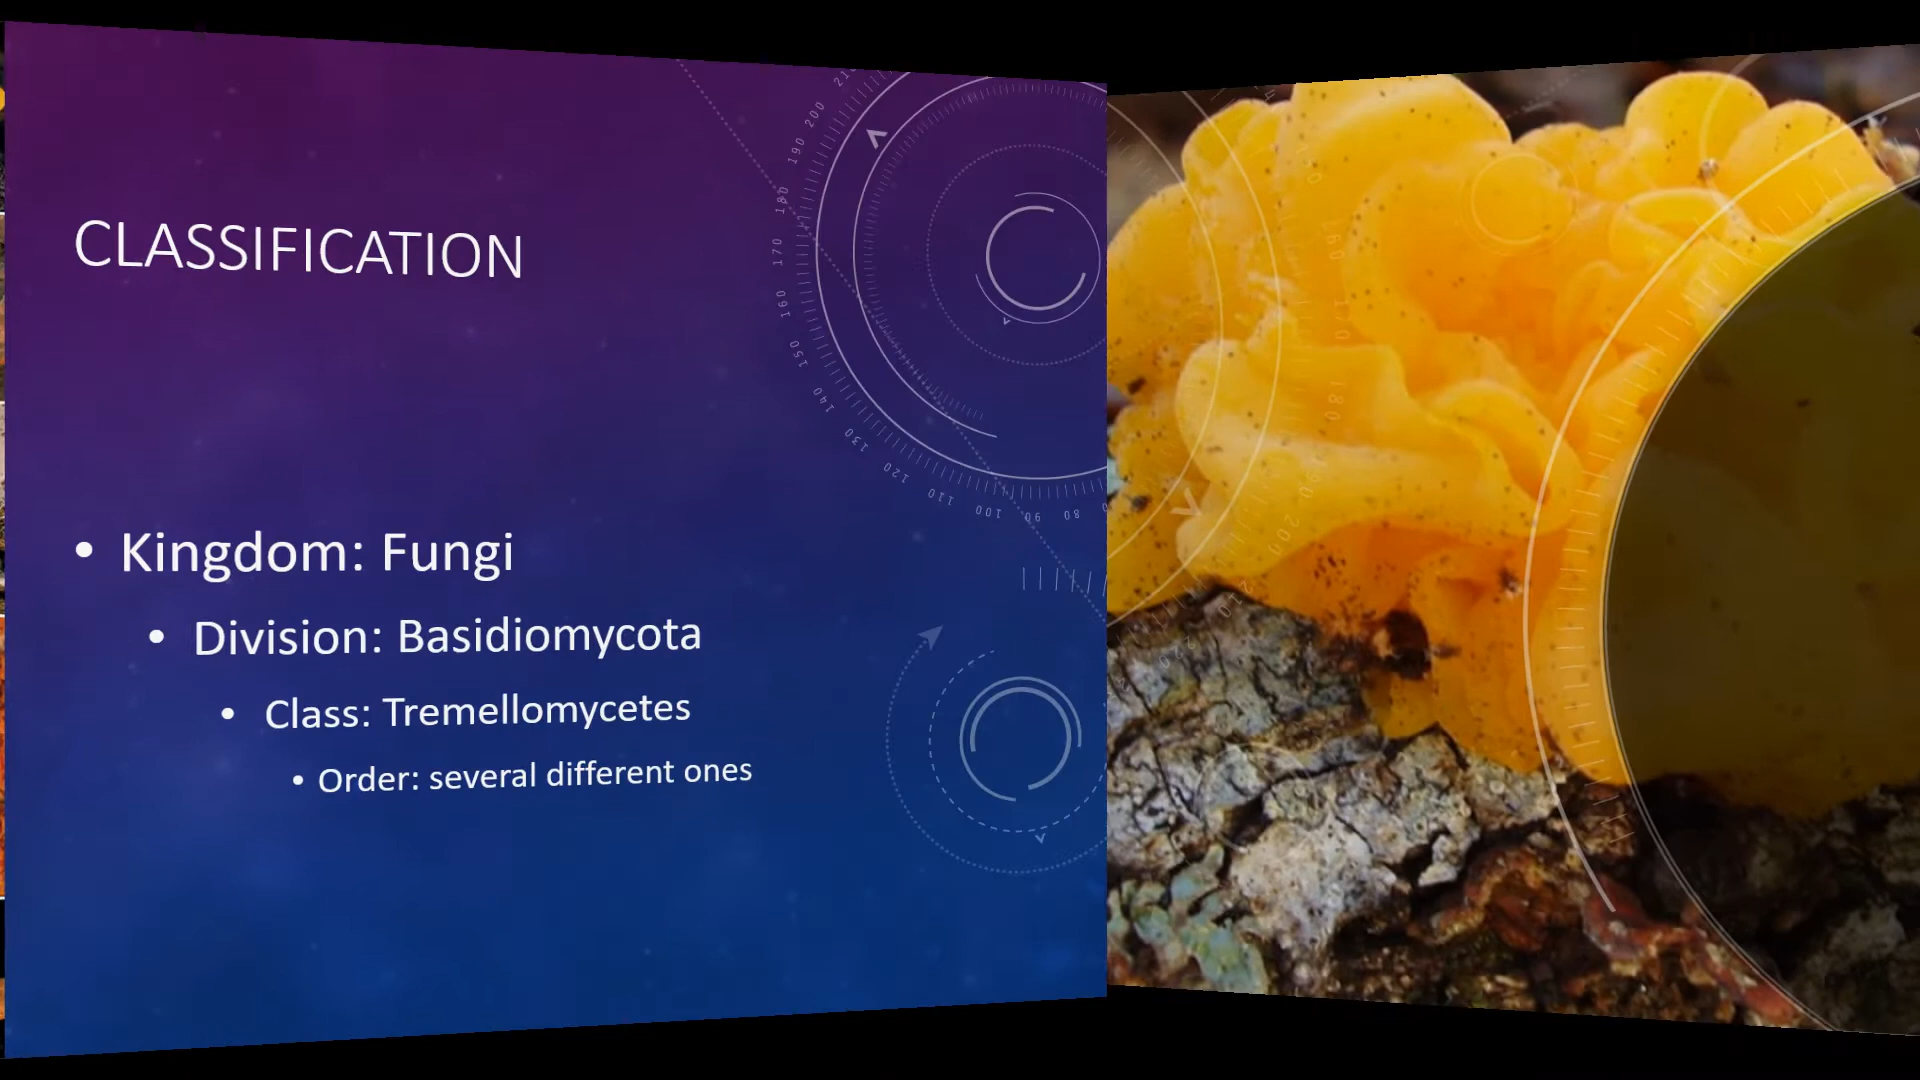 CLASSIFICATION
• Kingdom: Fungi
• Division: Basidiomycota
• Class: Tremellomycetes
• Order: several different ones